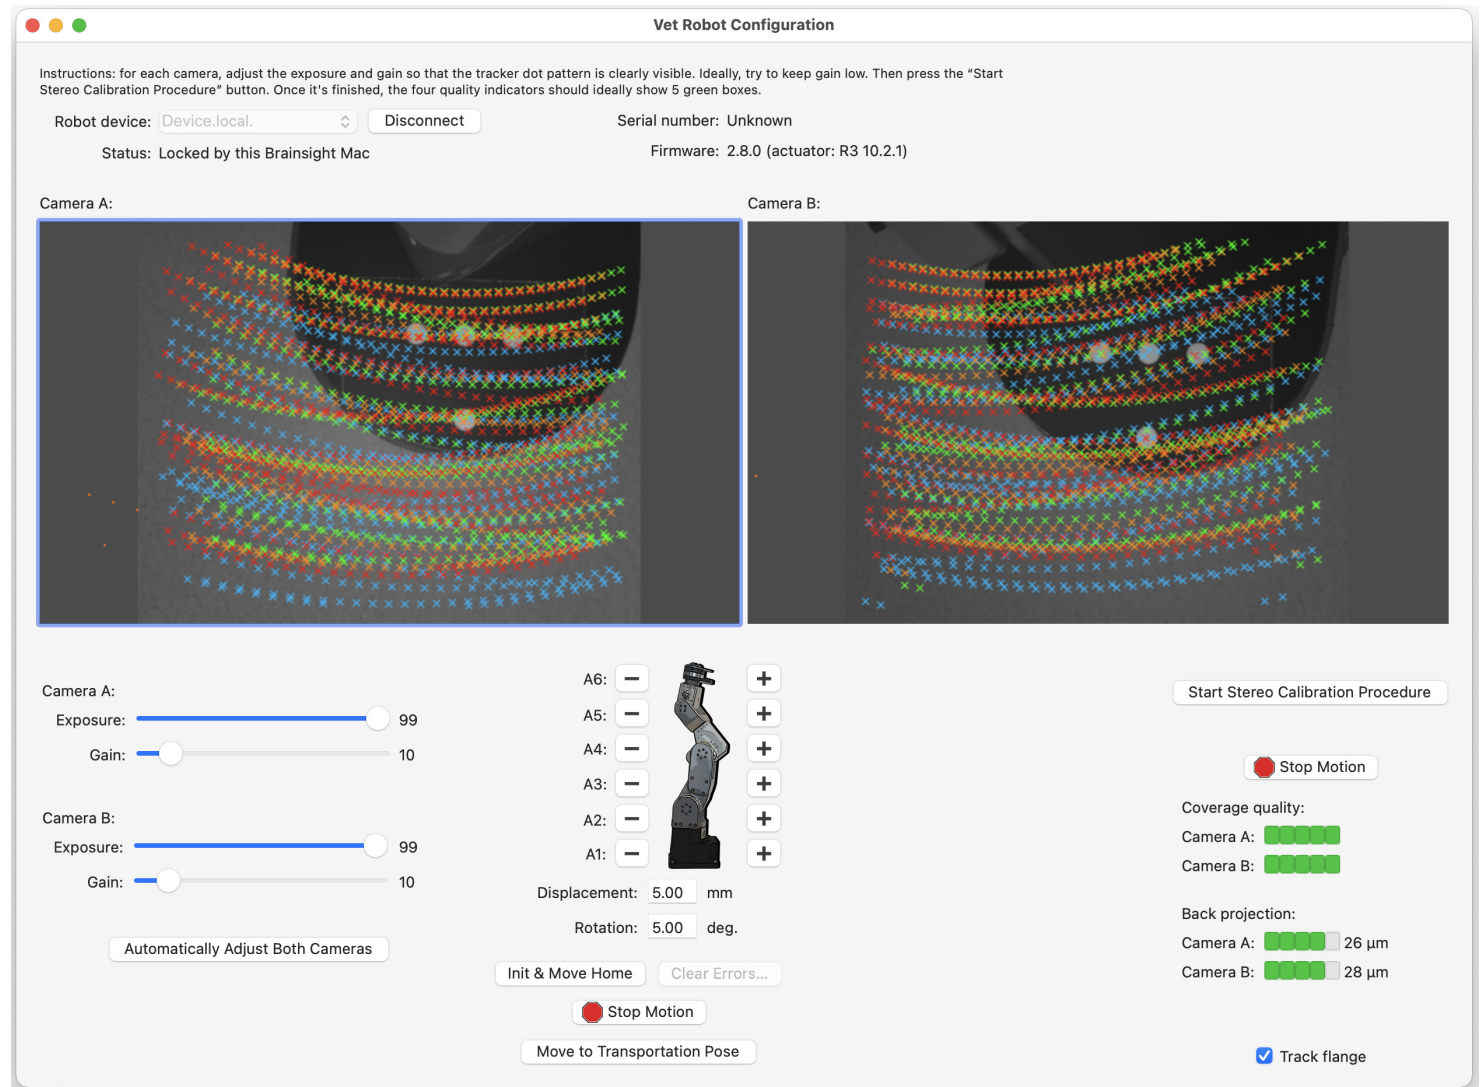 Vet Robot Configuration
Instructions: for each camera, adjust the exposure and gain so that the tracker dot pattern is clearly visible. Ideally, try to keep gain low. Then press the “Start
Stereo Calibration Procedure” button. Once it's finished, the four quality indicators should ideally show 5 green boxes.
Robot device: Device.local. Disconnect Serial number: Unknown
Status: Locked by this Brainsight Mac Firmware: 2.8.0 (actuator: R3 10.2.1)
Camera A: Camera B:
A6:
Camera A: Start Stereo Calibration Procedure
A5:
Exposure: 99
A4:
Gain: 10
Stop Motion
A3:
Coverage quality:
Camera B: A2:
Camera A:
Exposure: 99
A1:
Camera B:
Gain: 10
Displacement: 5.00 mm
Back projection:
Rotation: 5.00 deg.
Camera A: 26 µm
Automatically Adjust Both Cameras
Init & Move Home Clear Errors... Camera B: 28 µm
Stop Motion
Move to Transportation Pose
Track flange